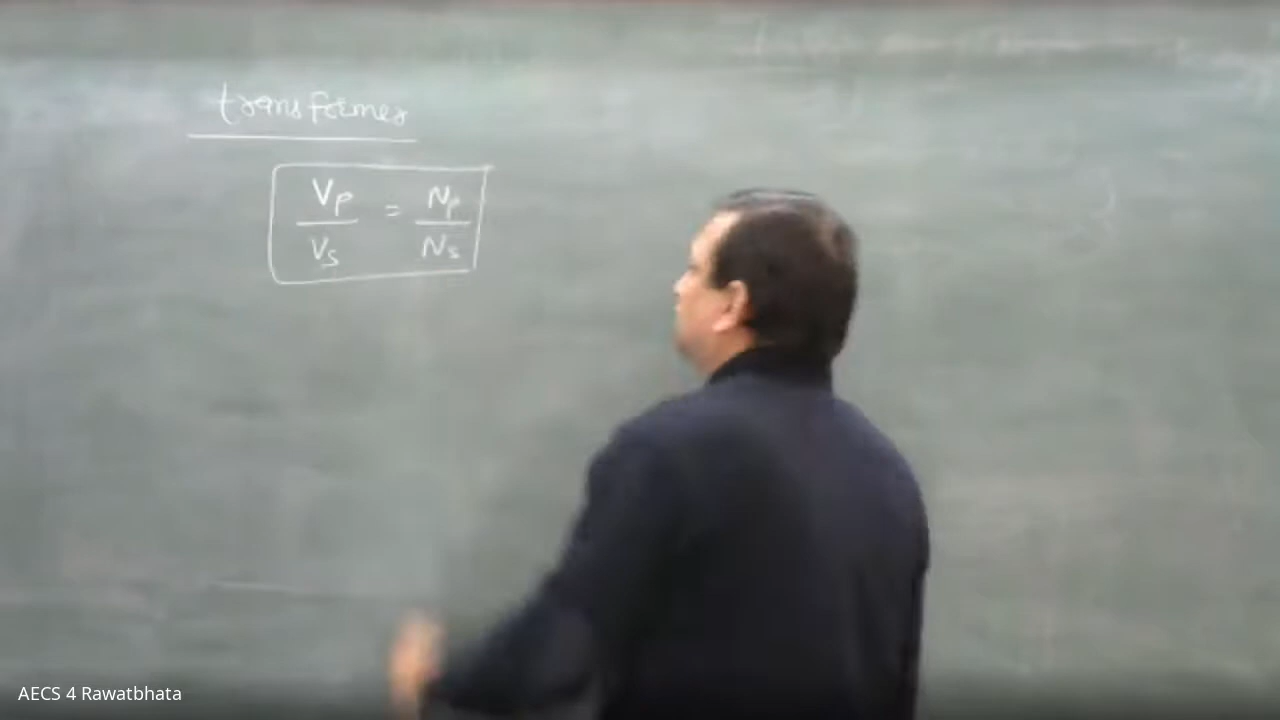 transformer
Vp / Vs = Np / Ns
AECS 4 Rawatbhata